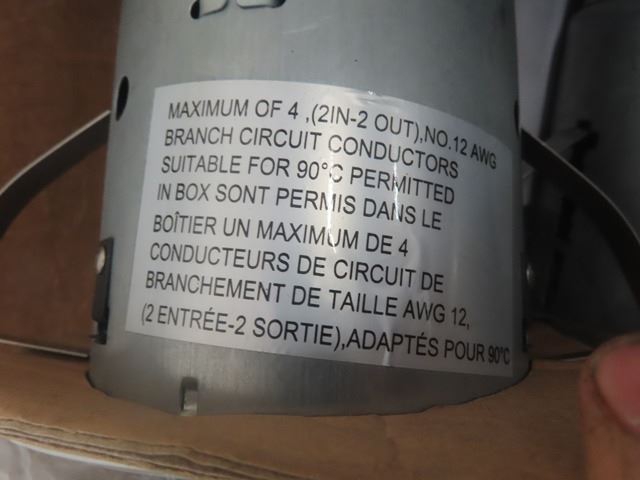 MAXIMUM OF 4 ,(2IN-2 OUT),NO.12 AWG
BRANCH CIRCUIT CONDUCTORS
SUITABLE FOR 90°C PERMITTED
IN BOX SONT PERMIS DANS LE
BOÎTIER UN MAXIMUM DE 4
CONDUCTEURS DE CIRCUIT DE
BRANCHEMENT DE TAILLE AWG 12,
(2 ENTRÉE-2 SORTIE),ADAPTÉS POUR 90°C